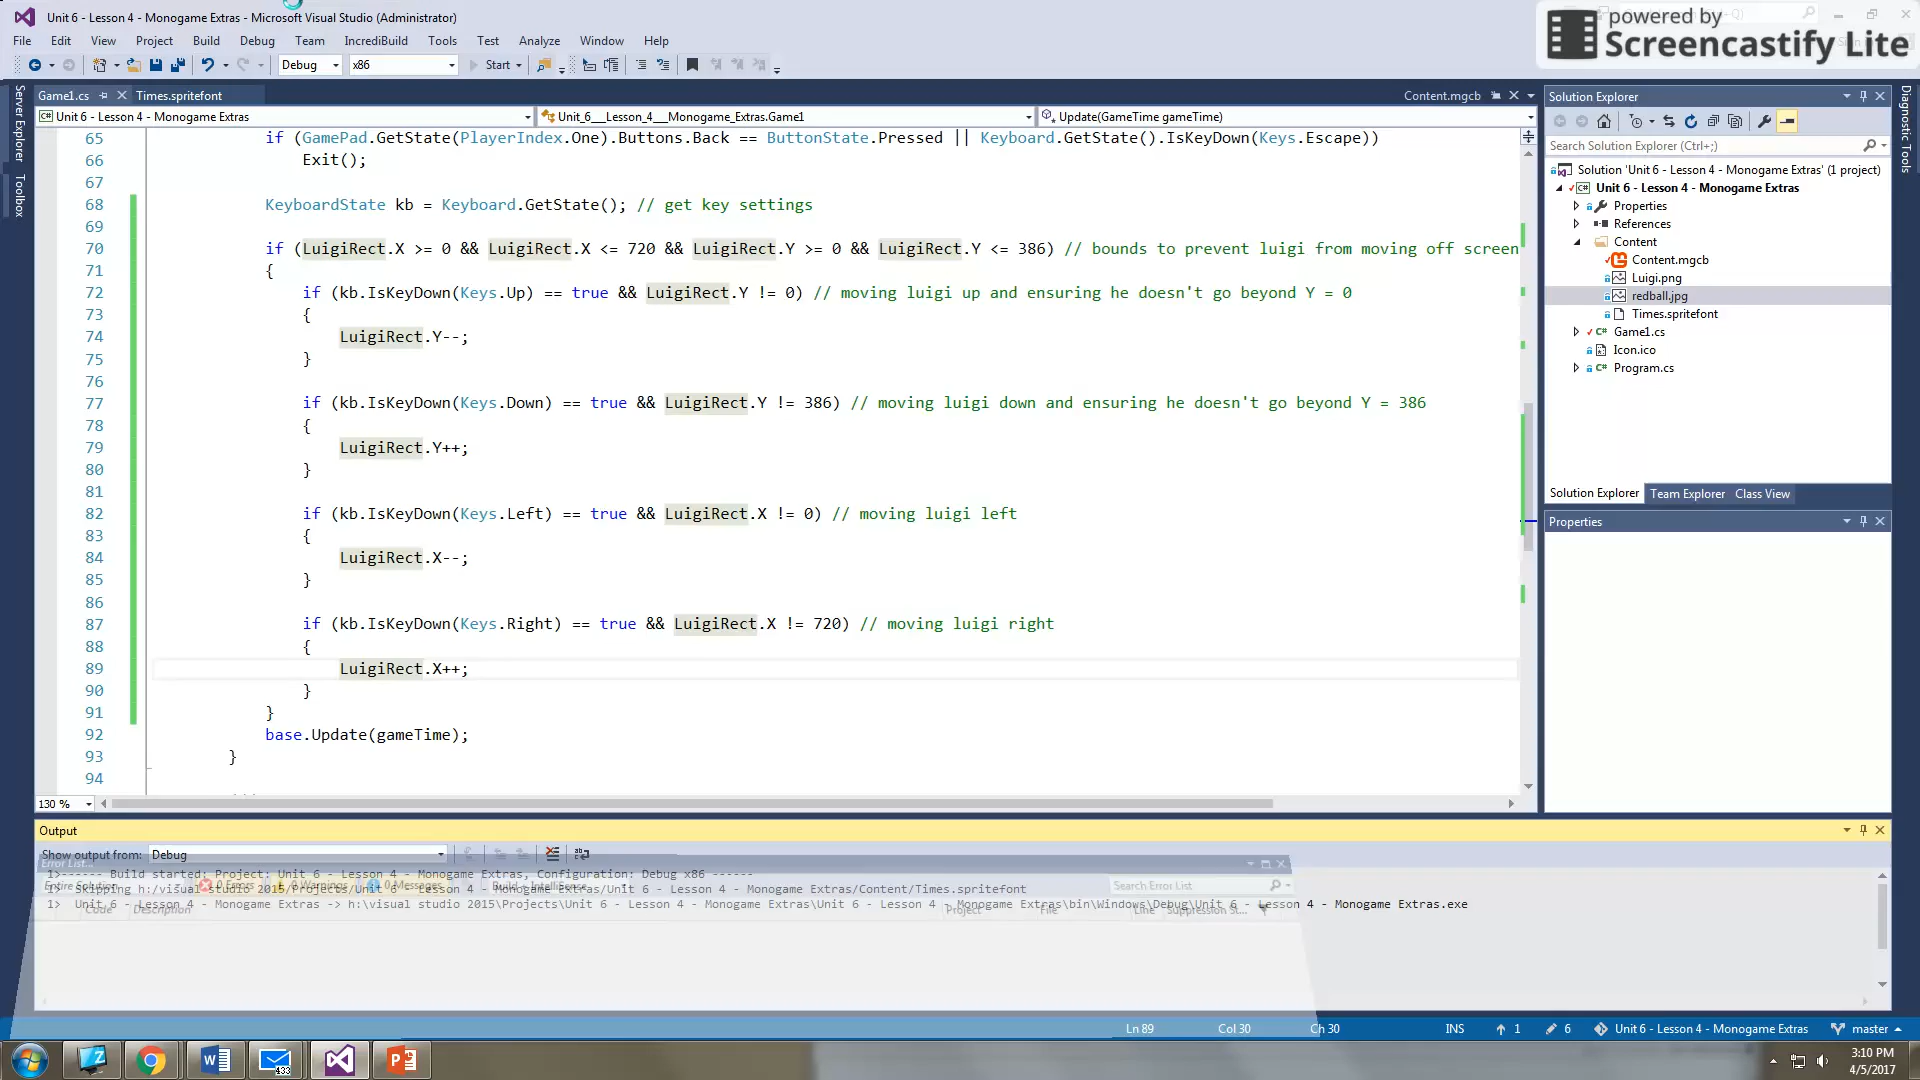 Unit 6 - Lesson 4 - Monogame Extras - Microsoft Visual Studio (Administrator)
powered by
Screencastify Lite
File Edit View Project Build Debug Team IncrediBuild Tools Test Analyze Window Help
Debug x86 Start
Server Explorer
Toolbox
Game1.cs Times.spritefont Content.mgcb
Unit 6 - Lesson 4 - Monogame Extras Unit_6___Lesson_4___Monogame_Extras.Game1 Update(GameTime gameTime)
65 if (GamePad.GetState(PlayerIndex.One).Buttons.Back == ButtonState.Pressed || Keyboard.GetState().IsKeyDown(Keys.Escape))
66 Exit();
67
68 KeyboardState kb = Keyboard.GetState(); // get key settings
69
70 if (LuigiRect.X >= 0 && LuigiRect.X <= 720 && LuigiRect.Y >= 0 && LuigiRect.Y <= 386) // bounds to prevent luigi from moving off screen
71 {
72 if (kb.IsKeyDown(Keys.Up) == true && LuigiRect.Y != 0) // moving luigi up and ensuring he doesn't go beyond Y = 0
73 {
74 LuigiRect.Y--;
75 }
76
77 if (kb.IsKeyDown(Keys.Down) == true && LuigiRect.Y != 386) // moving luigi down and ensuring he doesn't go beyond Y = 386
78 {
79 LuigiRect.Y++;
80 }
81
82 if (kb.IsKeyDown(Keys.Left) == true && LuigiRect.X != 0) // moving luigi left
83 {
84 LuigiRect.X--;
85 }
86
87 if (kb.IsKeyDown(Keys.Right) == true && LuigiRect.X != 720) // moving luigi right
88 {
89 LuigiRect.X++;
90 }
91 }
92 base.Update(gameTime);
93 }
94
130 %
Solution Explorer
Search Solution Explorer (Ctrl+;)
Solution 'Unit 6 - Lesson 4 - Monogame Extras' (1 project)
Unit 6 - Lesson 4 - Monogame Extras
Properties
References
Content
Content.mgcb
Luigi.png
redball.jpg
Times.spritefont
Game1.cs
Icon.ico
Program.cs
Solution Explorer Team Explorer Class View
Properties
Diagnostic Tools
Output
Show output from: Debug
Error List...
1>------ Build started: Project: Unit 6 - Lesson 4 - Monogame Extras, Configuration: Debug x86 ------
Entire Solution 0 Errors 0 Warnings 0 Messages Build + IntelliSense Search Error List
1> Skipping h:/visual studio 2015/Projects/Unit 6 - Lesson 4 - Monogame Extras/Unit 6 - Lesson 4 - Monogame Extras/Content/Times.spritefont
1> Unit 6 - Lesson 4 - Monogame Extras -> h:\visual studio 2015\Projects\Unit 6 - Lesson 4 - Monogame Extras\Unit 6 - Lesson 4 - Monogame Extras\bin\Windows\Debug\Unit 6 - Lesson 4 - Monogame Extras.exe
Code Description Project File Line Suppression St...
Ln 89 Col 30 Ch 30 INS 1 6 Unit 6 - Lesson 4 - Monogame Extras master
433
3:10 PM
4/5/2017